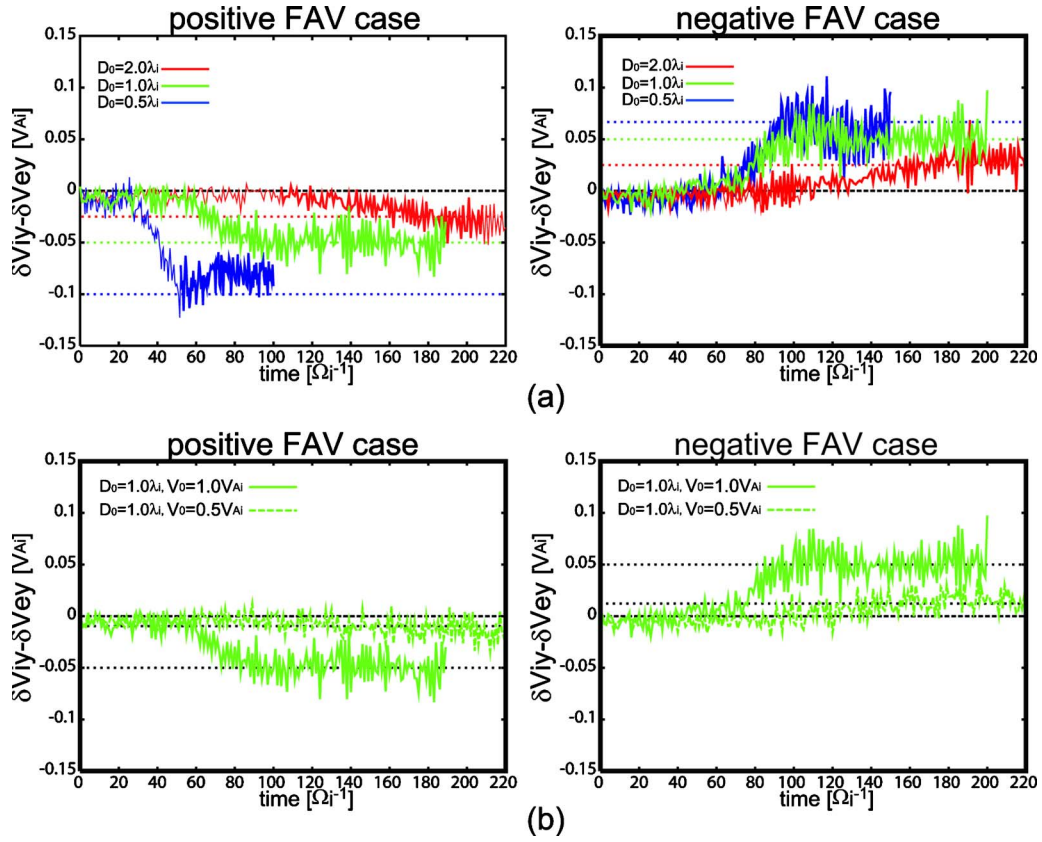 positive FAV case
negative FAV case
δViy-δVey [VAi]
0.15
0.1
0.05
0
-0.05
-0.1
-0.15
D0=2.0λi
D0=1.0λi
D0=0.5λi
0 20 40 60 80 100 120 140 160 180 200 220
time [Ωi-1]
δViy-δVey [VAi]
0.15
0.1
0.05
0
-0.05
-0.1
-0.15
D0=2.0λi
D0=1.0λi
D0=0.5λi
0 20 40 60 80 100 120 140 160 180 200 220
time [Ωi-1]
(a)
positive FAV case
negative FAV case
δViy-δVey [VAi]
0.15
0.1
0.05
0
-0.05
-0.1
-0.15
D0=1.0λi, V0=1.0VAi
D0=1.0λi, V0=0.5VAi
0 20 40 60 80 100 120 140 160 180 200 220
time [Ωi-1]
δViy-δVey [VAi]
0.15
0.1
0.05
0
-0.05
-0.1
-0.15
D0=1.0λi, V0=1.0VAi
D0=1.0λi, V0=0.5VAi
0 20 40 60 80 100 120 140 160 180 200 220
time [Ωi-1]
(b)